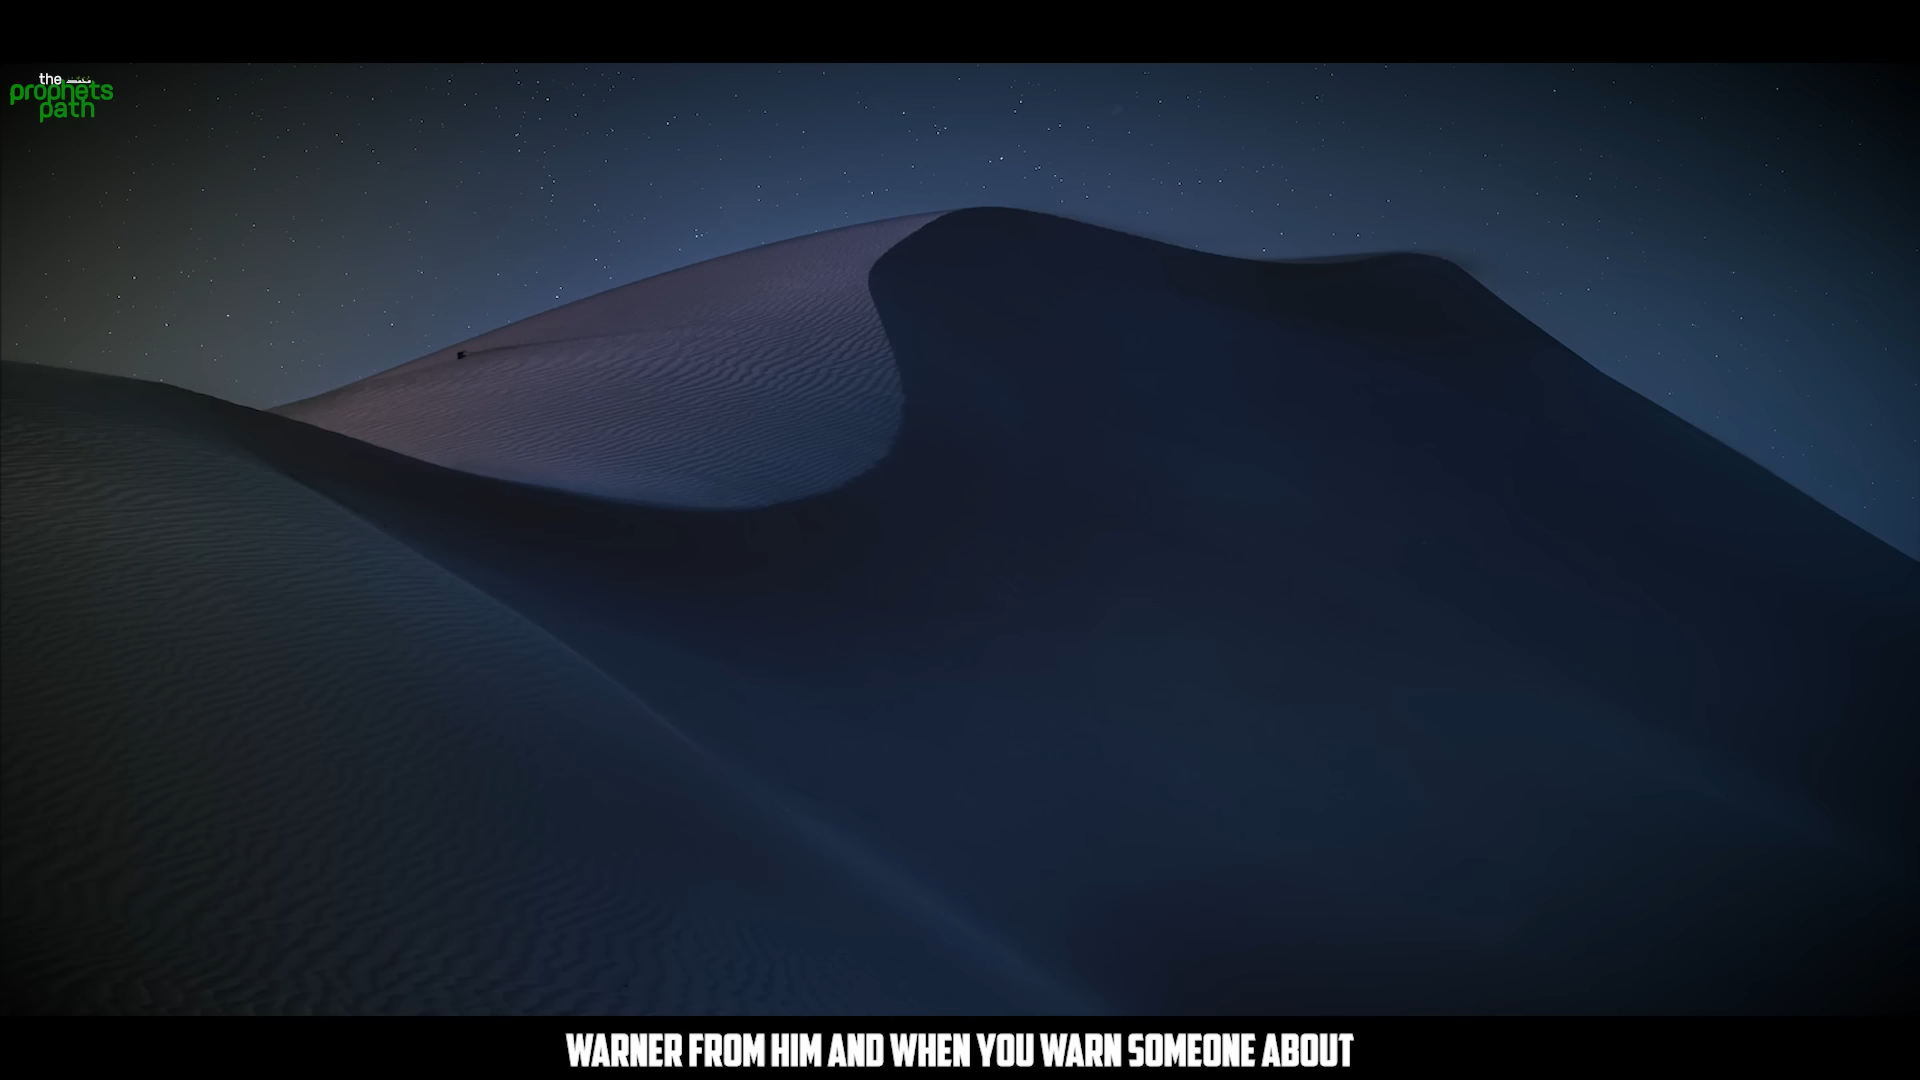 the
prophets
path
WARNER FROM HIM AND WHEN YOU WARN SOMEONE ABOUT